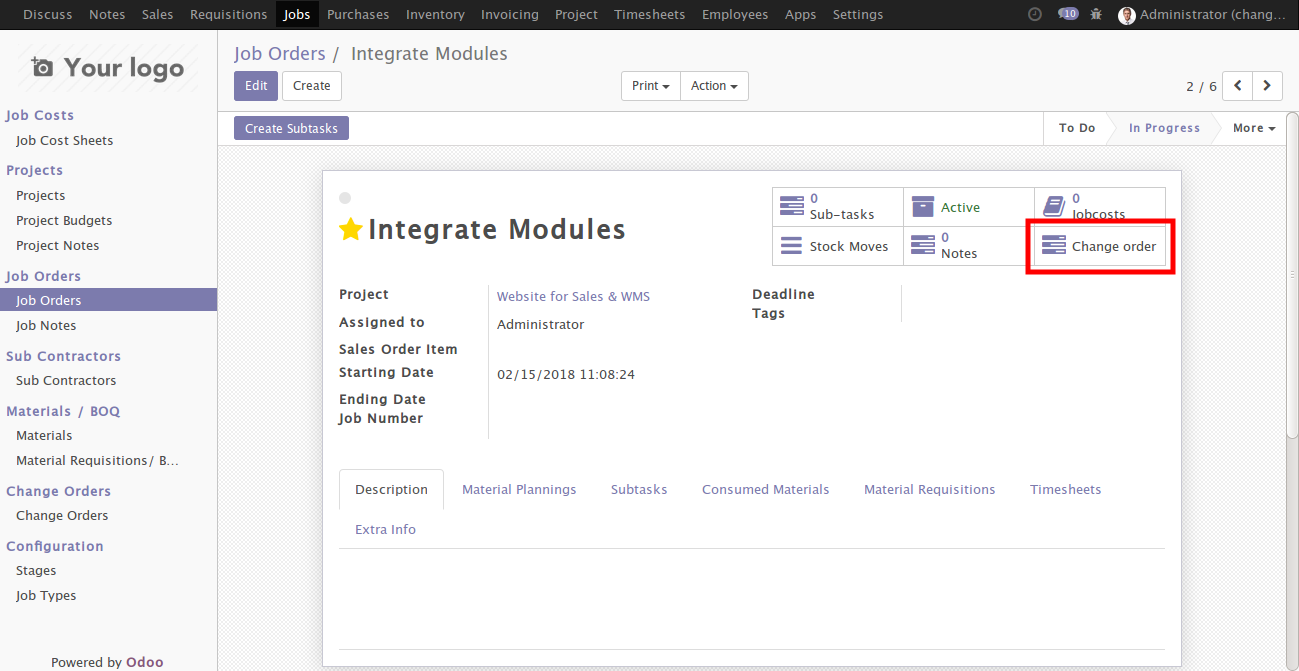 Discuss Notes Sales Requisitions Jobs Purchases Inventory Invoicing Project Timesheets Employees Apps Settings 10 Administrator (chang...
Your logo
Job Costs
Job Cost Sheets
Projects
Projects
Project Budgets
Project Notes
Job Orders
Job Orders
Job Notes
Sub Contractors
Sub Contractors
Materials / BOQ
Materials
Material Requisitions/ B...
Change Orders
Change Orders
Configuration
Stages
Job Types
Powered by Odoo
Job Orders / Integrate Modules
Edit Create Print Action 2 / 6
Create Subtasks To Do In Progress More
Integrate Modules
0
Sub-tasks
Active
0
Jobcosts
Stock Moves
0
Notes
Change order
Project Website for Sales & WMS
Assigned to Administrator
Sales Order Item
Starting Date 02/15/2018 11:08:24
Ending Date
Job Number
Deadline
Tags
Description Material Plannings Subtasks Consumed Materials Material Requisitions Timesheets
Extra Info